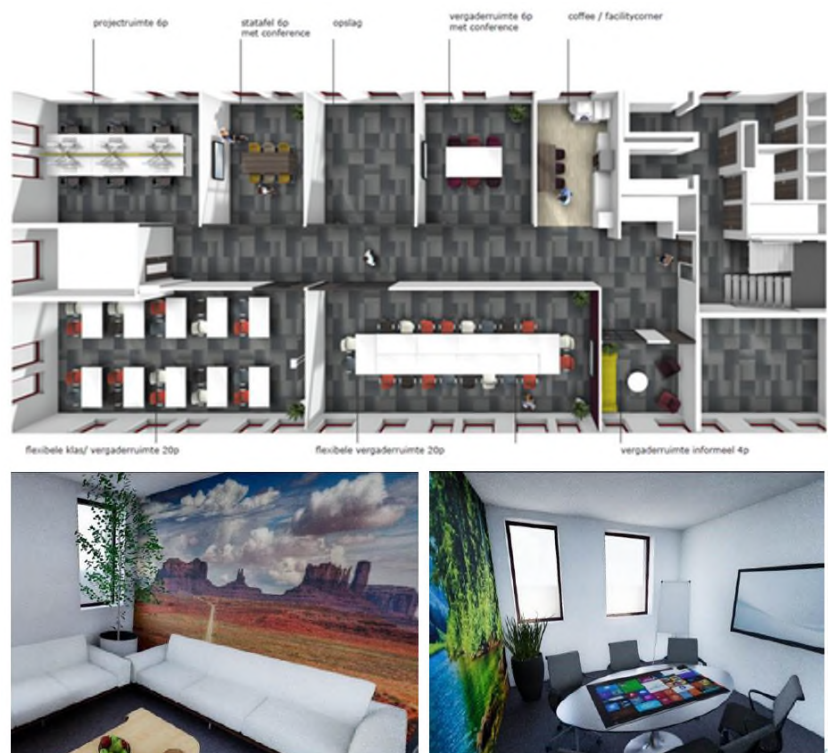 projectruimte 6p
statafel 6p
met conference
opslag
vergaderruimte 6p
met conference
coffee / facilitycorner
flexibele klas/ vergaderruimte 20p
flexibele vergaderruimte 20p
vergaderruimte informeel 4p